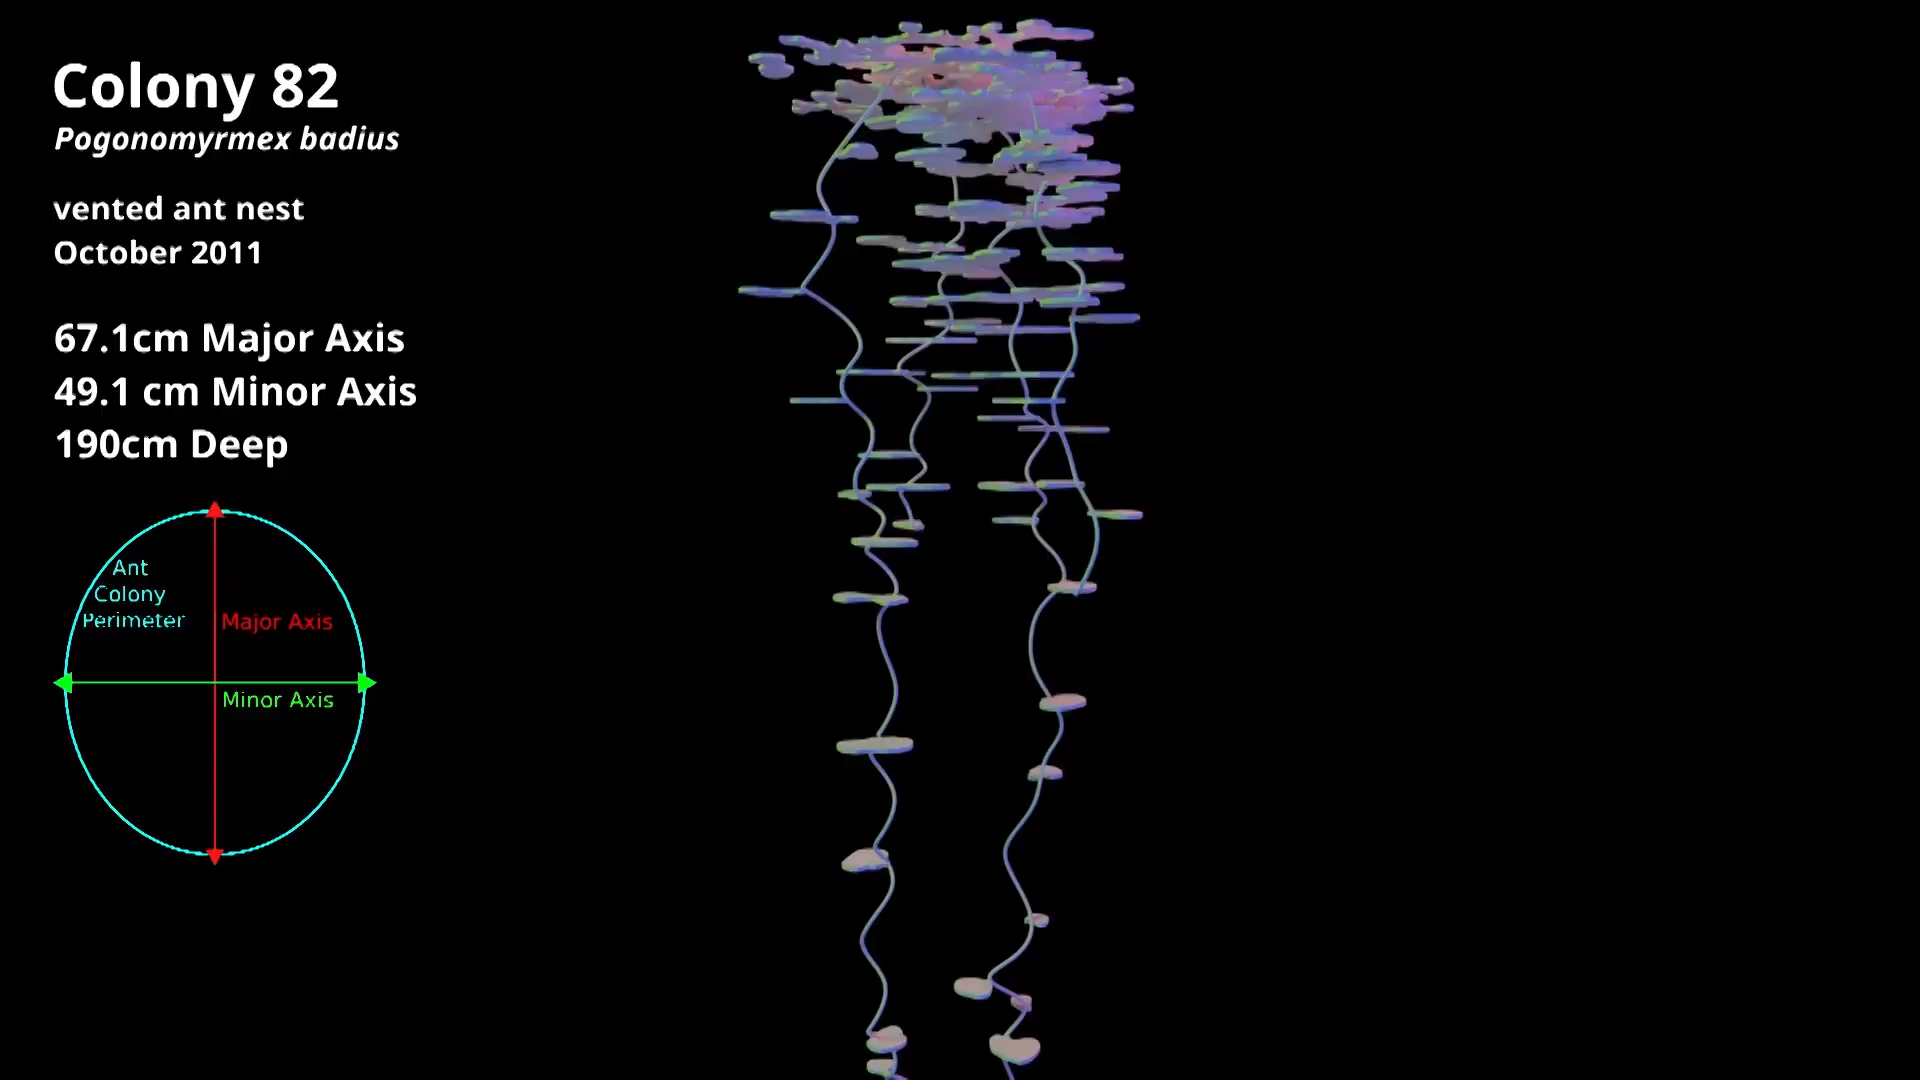 Colony 82
Pogonomyrmex badius
vented ant nest
October 2011
67.1cm Major Axis
49.1 cm Minor Axis
190cm Deep
Ant
Colony
Perimeter
Major Axis
Minor Axis